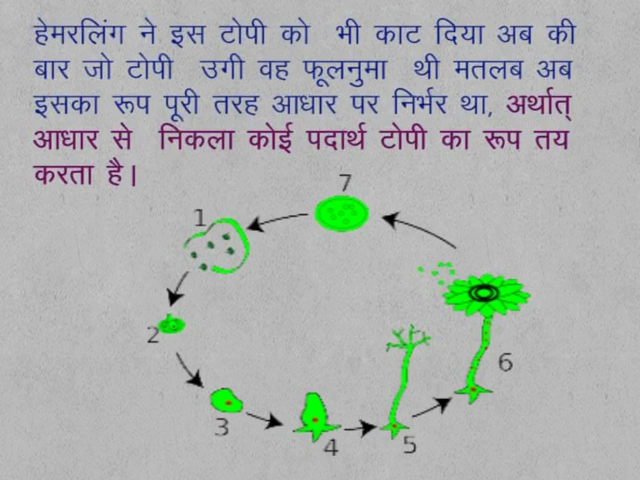 हेमरलिंग ने इस टोपी को भी काट दिया अब की
बार जो टोपी उगी वह फूलनुमा थी मतलब अब
इसका रूप पूरी तरह आधार पर निर्भर था, अर्थात्
आधार से निकला कोई पदार्थ टोपी का रूप तय
करता है।
7
1
2
6
3
4
5